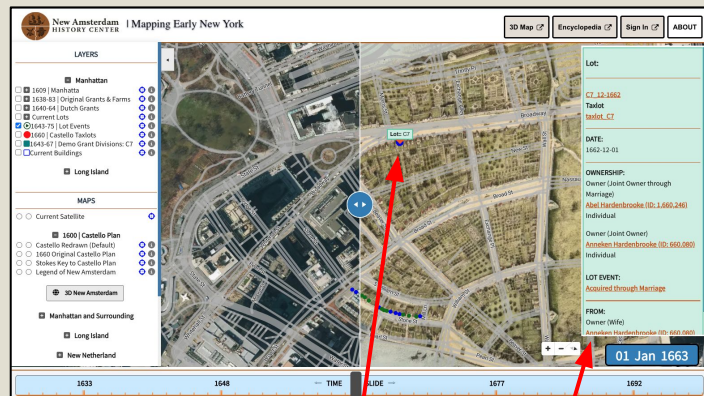 New Amsterdam
HISTORY CENTER
| Mapping Early New York
3D Map
Encyclopedia
Sign In
ABOUT
LAYERS
Manhattan
1609 | Manhatta
1638-83 | Original Grants & Farms
1640-64 | Dutch Grants
Current Lots
1643-75 | Lot Events
1660 | Castello Taxlots
1643-67 | Demo Grant Divisions: C7
Current Buildings
Long Island
MAPS
Current Satellite
1600 | Castello Plan
Castello Redrawn (Default)
1660 Original Castello Plan
Stokes Key to Castello Plan
Legend of New Amsterdam
3D New Amsterdam
Manhattan and Surrounding
Long Island
New Netherland
Lot: C7
Broadway
Broad St
Lot:
C7_12-1662
Taxlot
taxlot_C7
DATE:
1662-12-01
OWNERSHIP:
Owner (Joint Owner through
Marriage)
Abel Hardenbrooke (ID: 1,660,246)
Individual
Owner (Joint Owner)
Anneken Hardenbrooke (ID: 660,080)
Individual
LOT EVENT:
Acquired through Marriage
FROM:
Owner (Wife)
Anneken Hardenbrooke (ID: 660,080)
+ −
01 Jan 1663
1633
1648
← TIME
SLIDE →
1677
1692